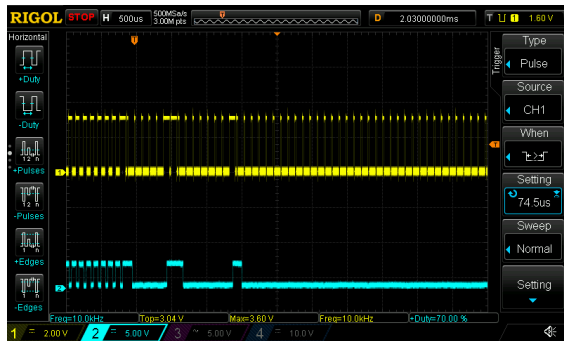 RIGOL STOP H 500us 500MSa/s 3.00M pts D 2.03000000ms T 1 1.60 V
Horizontal
+Duty
-Duty
+Pulses
-Pulses
+Edges
-Edges
T
T
1
2
Trigger
Type
Pulse
Source
CH1
When
Setting
74.5us
Sweep
Normal
Setting
Freq=10.0kHz Top=3.04 V Max=3.60 V Freq=10.0kHz +Duty=70.00 %
1 = 2.00 V 2 = 5.00 V 3 ~ 5.00 V 4 = 10.0 V